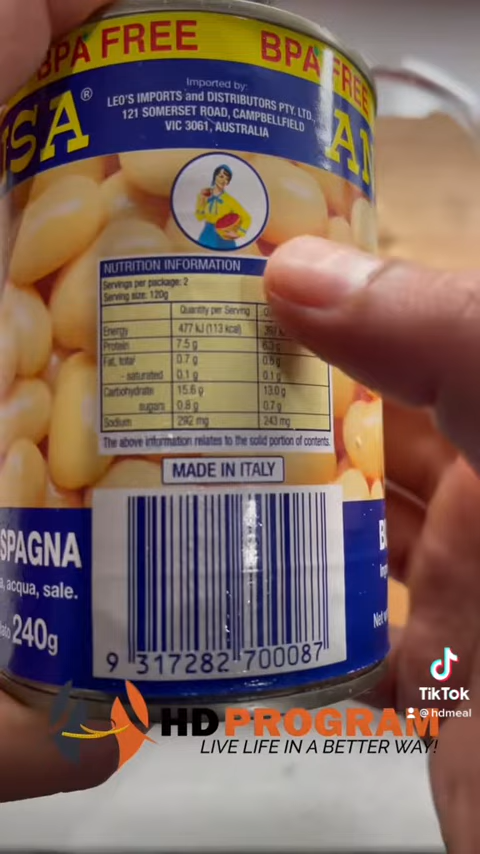 BPA FREE BPA FREE
Imported by:
LEO'S IMPORTS and DISTRIBUTORS PTY. LTD.
121 SOMERSET ROAD, CAMPBELLFIELD
VIC 3061, AUSTRALIA
SA® AN
NUTRITION INFORMATION
Servings per package: 2
Serving size: 120g
Quantity per Serving
Energy 477 kJ (113 kcal)
Protein 7.5 g 6.3 g
Fat, total 0.7 g 0.6 g
- saturated 0.1 g 0.1 g
Carbohydrate 15.6 g 13.0 g
sugars 0.8 g 0.7 g
Sodium 292 mg 243 mg
The above information relates to the solid portion of contents.
MADE IN ITALY
SPAGNA
acqua, sale.
240g
9 317282 700087
TikTok
@hdmeal
HD PROGRAM
LIVE LIFE IN A BETTER WAY!